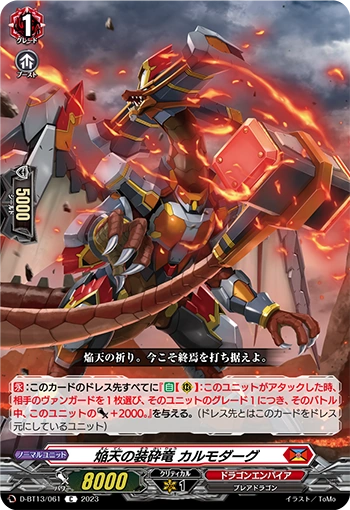 1
グレード
ブースト
5000
シールド
焔天の祈り。今こそ終焉を打ち据えよ。
永:このカードのドレス先すべてに『自【R】:このユニットがアタックした時、
相手のヴァンガードを1枚選び、そのユニットのグレード1につき、そのバトル
中、このユニットの+2000。』を与える。(ドレス先とはこのカードをドレス
元にしているユニット)
ノーマルユニット
焔天の装砕竜 カルモダーグ
ドラゴンエンパイア
フレアドラゴン
パワー
8000
クリティカル
1
D-BT13/061 C 2023
イラスト/ToMo